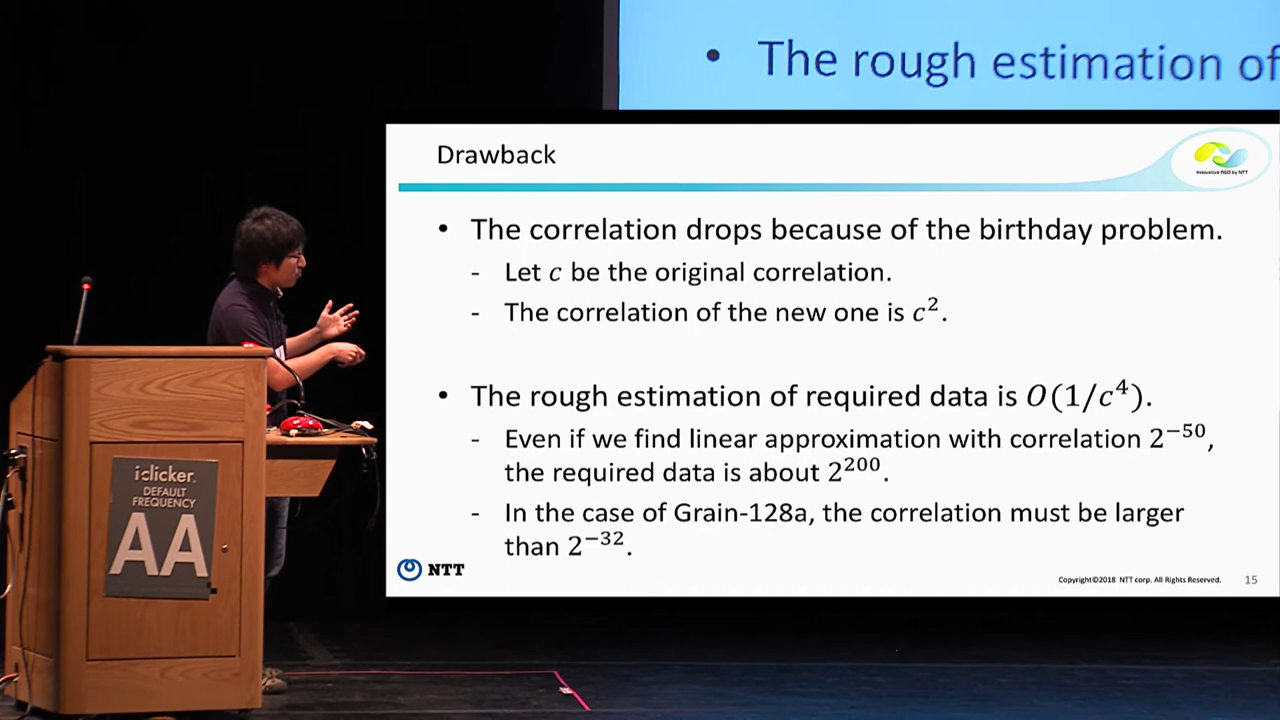 • The rough estimation of
Drawback
Innovative R&D by NTT
• The correlation drops because of the birthday problem.
- Let c be the original correlation.
- The correlation of the new one is c².
• The rough estimation of required data is O(1/c⁴).
- Even if we find linear approximation with correlation 2⁻⁵⁰,
the required data is about 2²⁰⁰.
- In the case of Grain-128a, the correlation must be larger
than 2⁻³².
NTT
Copyright©2018 NTT corp. All Rights Reserved.
15
iclicker.
DEFAULT
FREQUENCY
AA